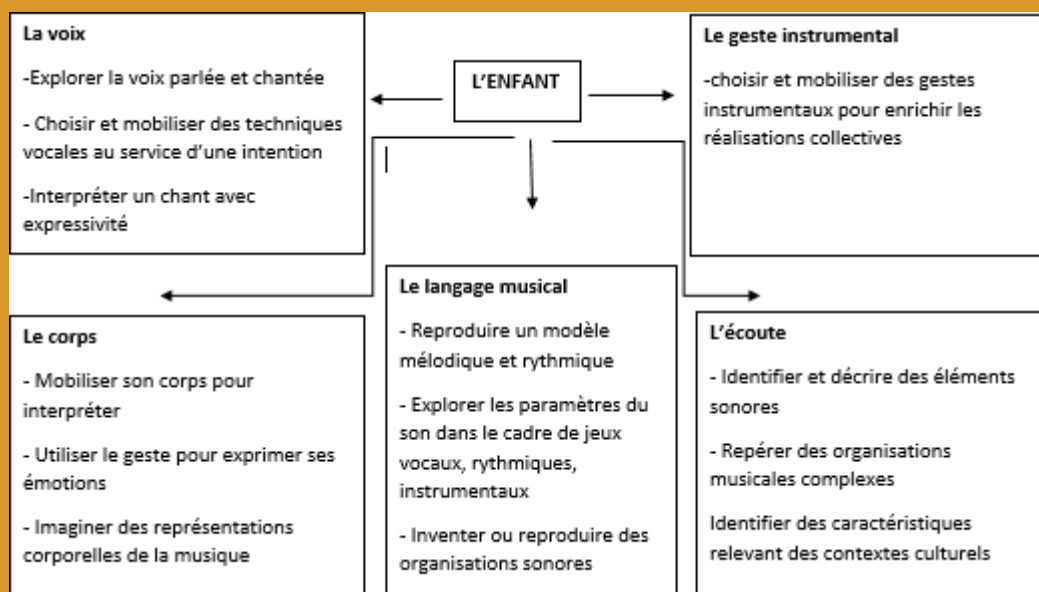 La voix
-Explorer la voix parlée et chantée
- Choisir et mobiliser des techniques
vocales au service d'une intention
-Interpréter un chant avec
expressivité
L'ENFANT
Le geste instrumental
-choisir et mobiliser des gestes
instrumentaux pour enrichir les
réalisations collectives
Le corps
- Mobiliser son corps pour
interpréter
- Utiliser le geste pour exprimer ses
émotions
- Imaginer des représentations
corporelles de la musique
Le langage musical
- Reproduire un modèle
mélodique et rythmique
- Explorer les paramètres du
son dans le cadre de jeux
vocaux, rythmiques,
instrumentaux
- Inventer ou reproduire des
organisations sonores
L'écoute
- Identifier et décrire des éléments
sonores
- Repérer des organisations
musicales complexes
Identifier des caractéristiques
relevant des contextes culturels